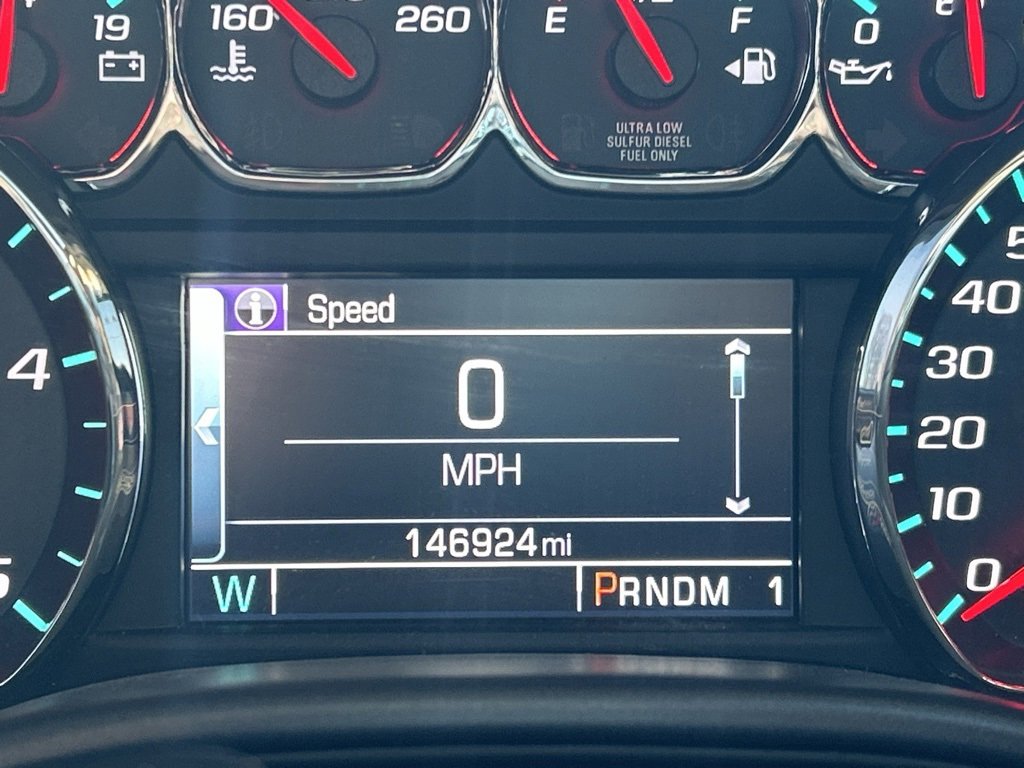 19
160 260
E F
0
ULTRA LOW
SULFUR DIESEL
FUEL ONLY
i Speed
0
MPH
146924 mi
W PRNDM 1
4
40
30
20
10
0